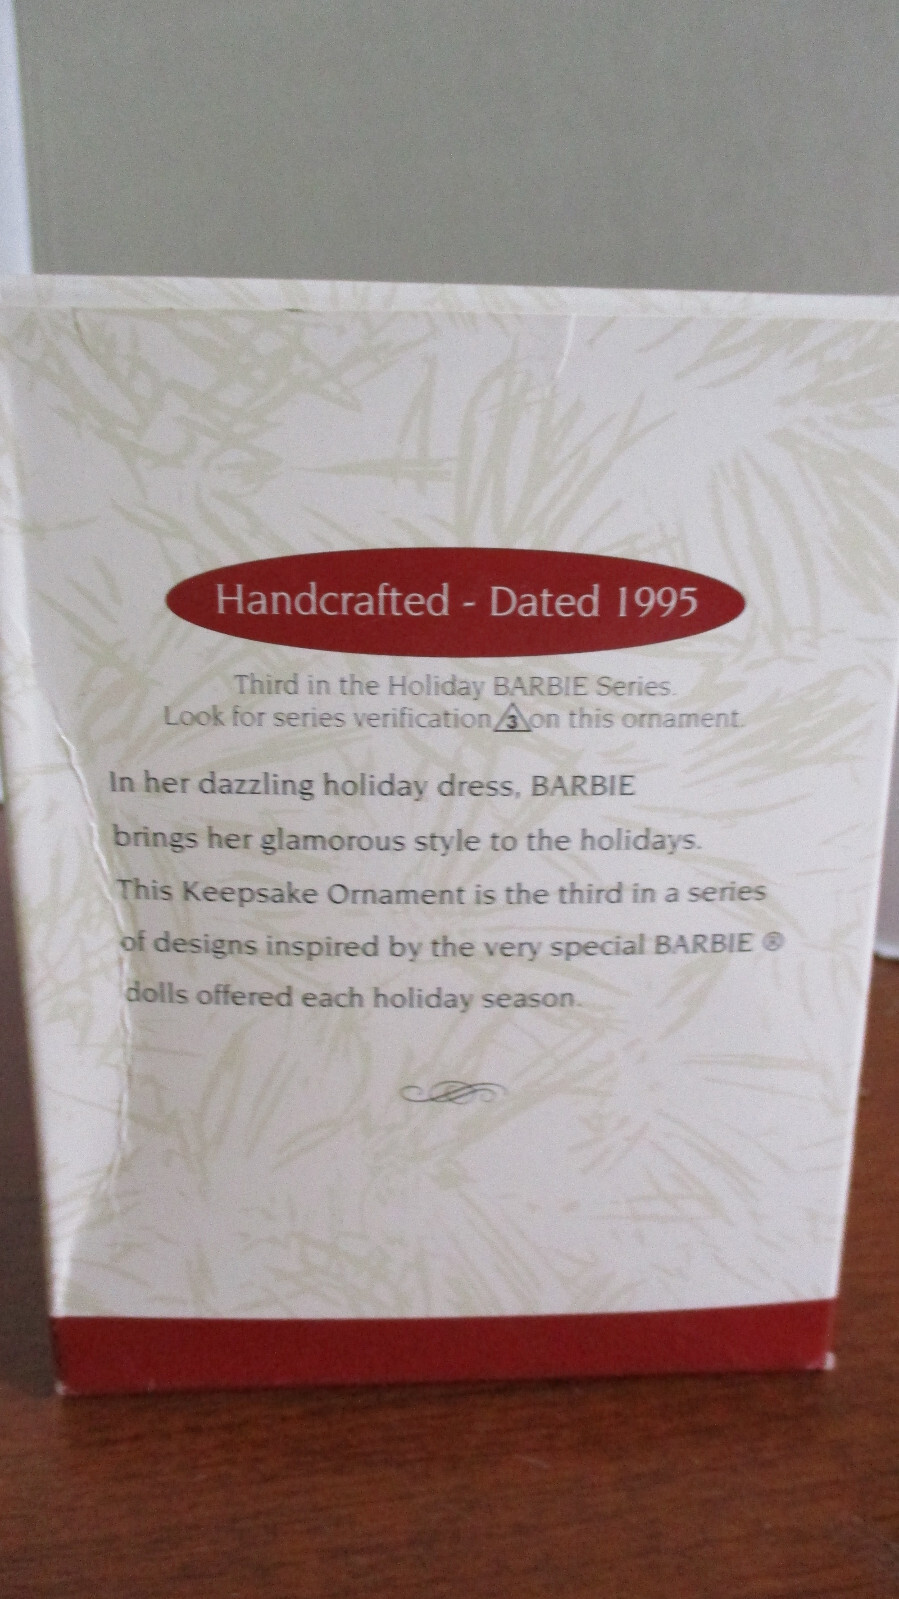 Handcrafted - Dated 1995
Third in the Holiday BARBIE Series.
Look for series verification 3 on this ornament.
In her dazzling holiday dress, BARBIE
brings her glamorous style to the holidays.
This Keepsake Ornament is the third in a series
of designs inspired by the very special BARBIE ®
dolls offered each holiday season.